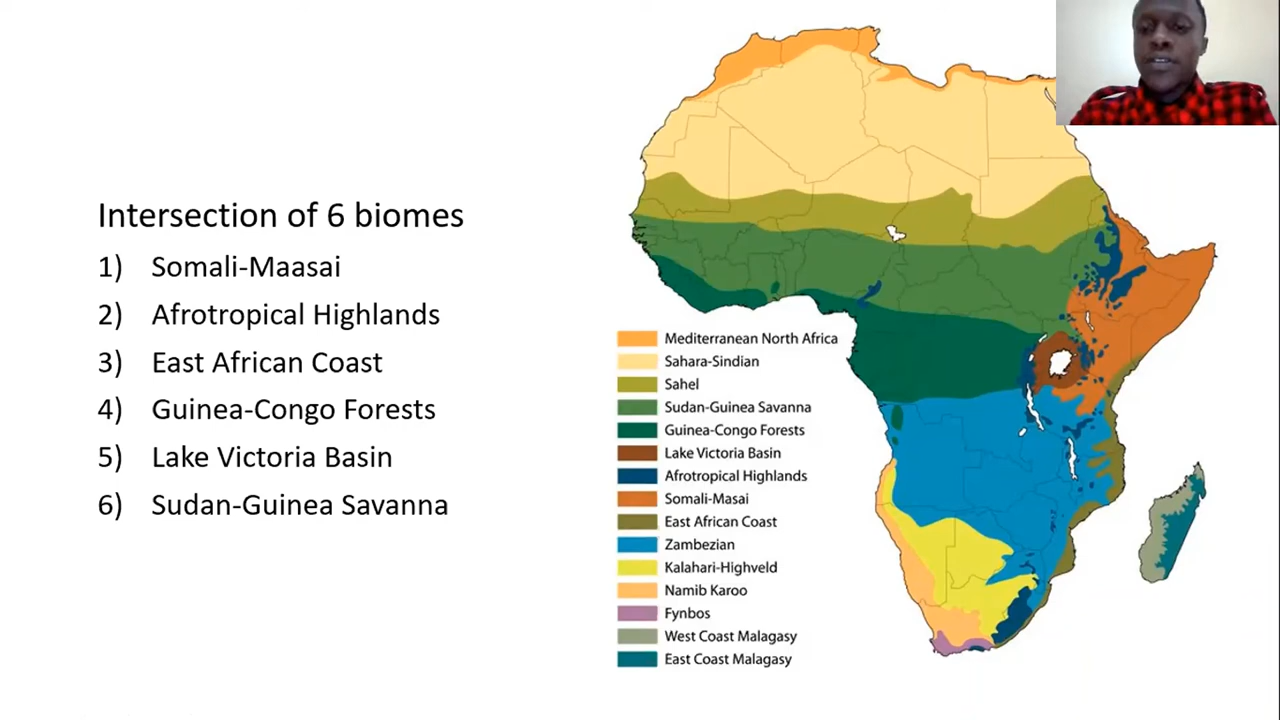 Intersection of 6 biomes
1) Somali-Maasai
2) Afrotropical Highlands
3) East African Coast
4) Guinea-Congo Forests
5) Lake Victoria Basin
6) Sudan-Guinea Savanna
Mediterranean North Africa
Sahara-Sindian
Sahel
Sudan-Guinea Savanna
Guinea-Congo Forests
Lake Victoria Basin
Afrotropical Highlands
Somali-Masai
East African Coast
Zambezian
Kalahari-Highveld
Namib Karoo
Fynbos
West Coast Malagasy
East Coast Malagasy